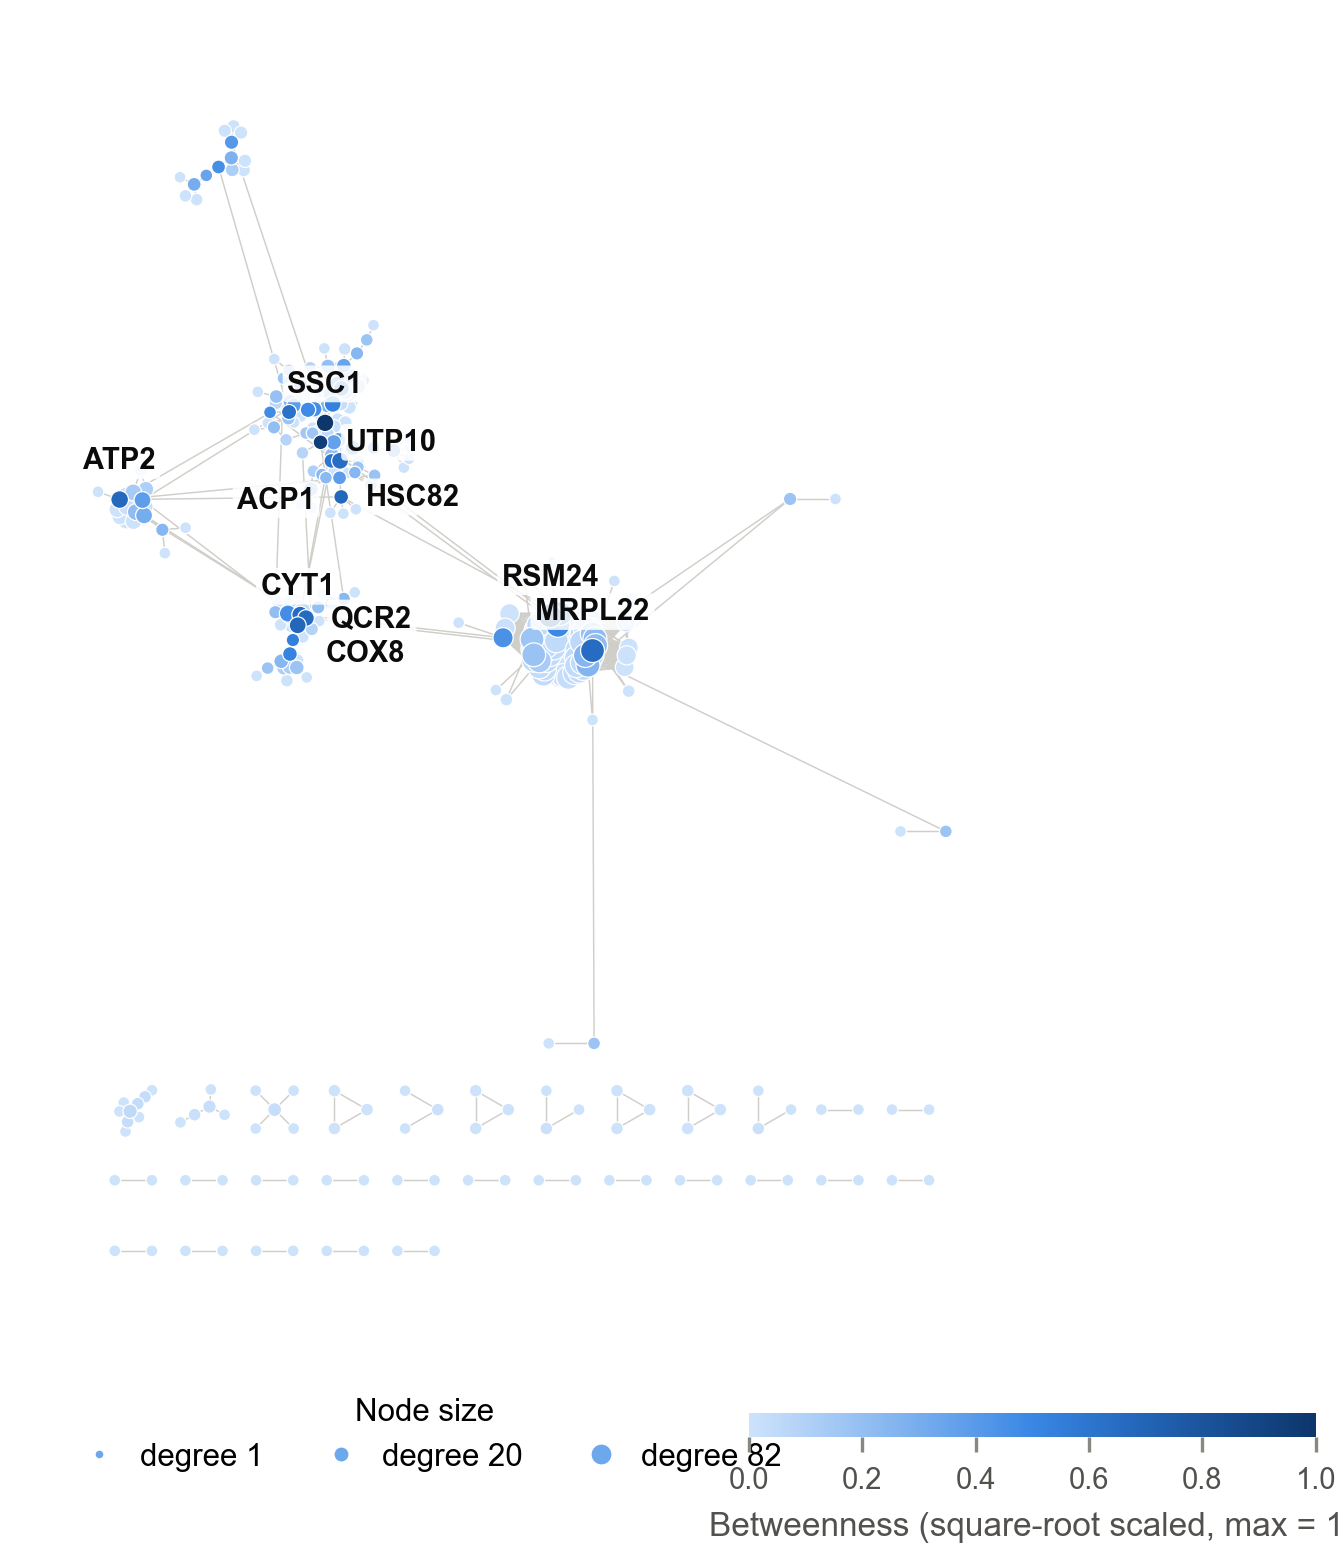 SSC1
UTP10
ATP2
ACP1
HSC82
RSM24
CYT1
MRPL22
QCR2
COX8
Node size
degree 1
degree 20
degree 82
0.0
0.2
0.4
0.6
0.8
1.0
Betweenness (square-root scaled, max = 1